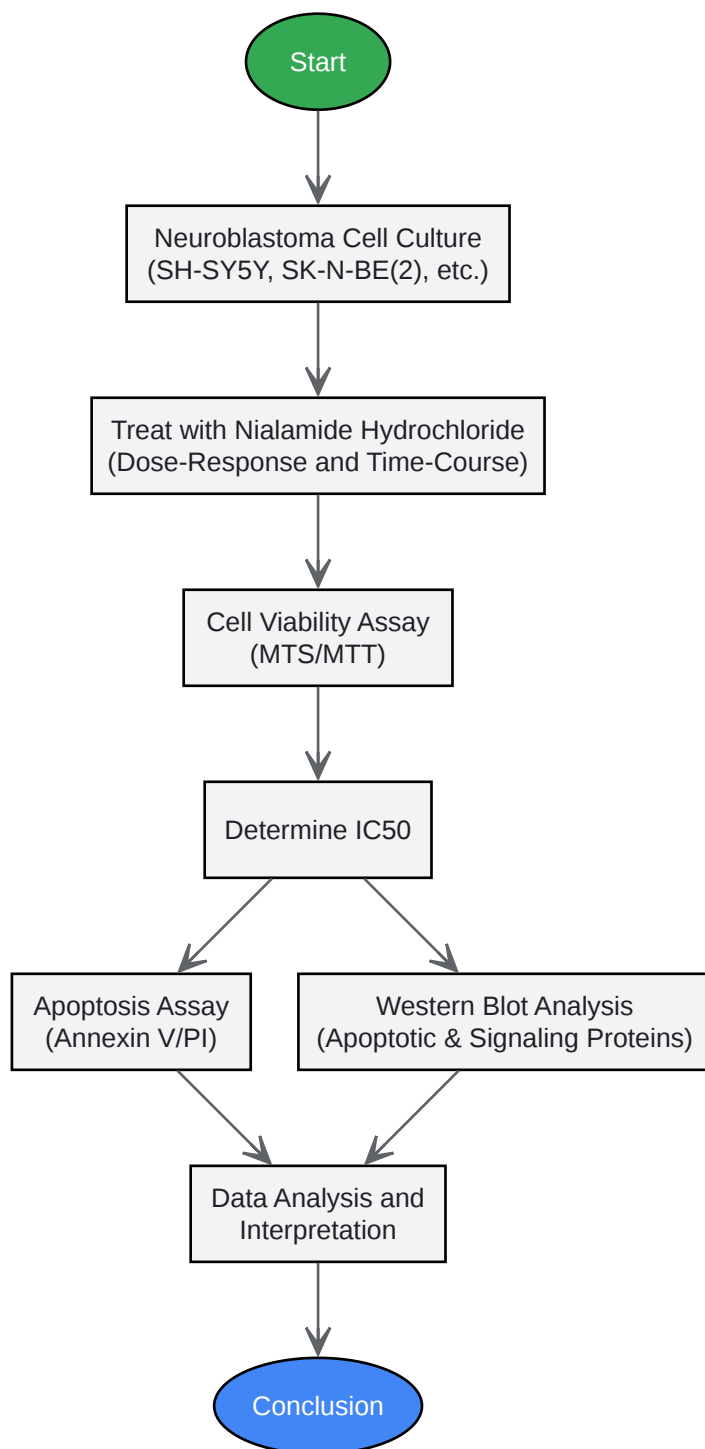 Start
Neuroblastoma Cell Culture
(SH-SY5Y, SK-N-BE(2), etc.)
Treat with Nialamide Hydrochloride
(Dose-Response and Time-Course)
Cell Viability Assay
(MTS/MTT)
Determine IC50
Apoptosis Assay
(Annexin V/PI)
Western Blot Analysis
(Apoptotic & Signaling Proteins)
Data Analysis and
Interpretation
Conclusion